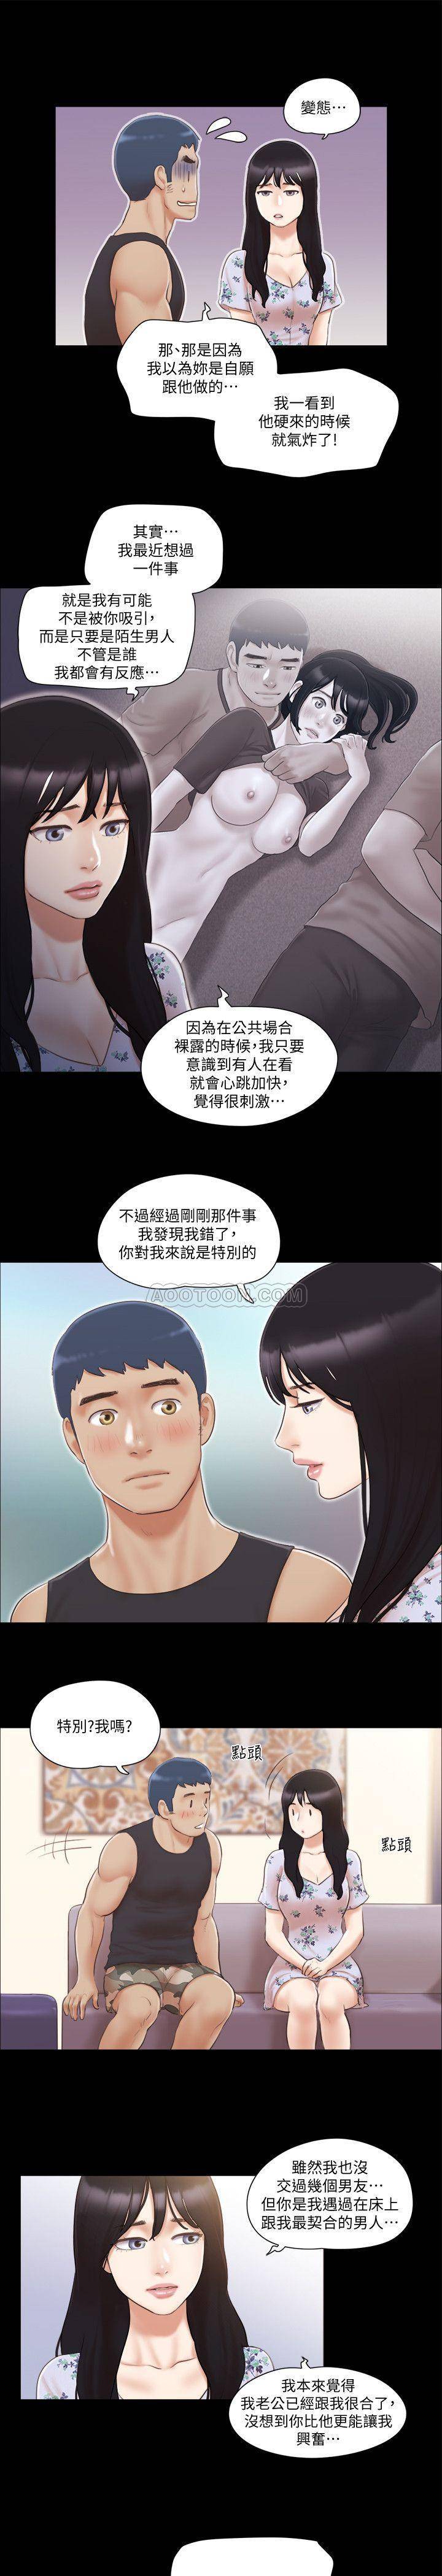 變態…
那、那是因為
我以為妳是自願
跟他做的…
我一看到
他硬來的時候
就氣炸了!
其實…
我最近想過
一件事
就是我有可能
不是被你吸引，
而是只要是陌生男人
不管是誰
我都會有反應…
因為在公共場合
裸露的時候，我只要
意識到有人在看
就會心跳加快，
覺得很刺激…
不過經過剛剛那件事
我發現我錯了，
你對我來說是特別的
AOOTOON.COM
特別?我嗎?
點頭
點頭
雖然我也沒
交過幾個男友…
但你是我遇過在床上
跟我最契合的男人…
我本來覺得
我老公已經跟我很合了，
沒想到你比他更能讓我
興奮…